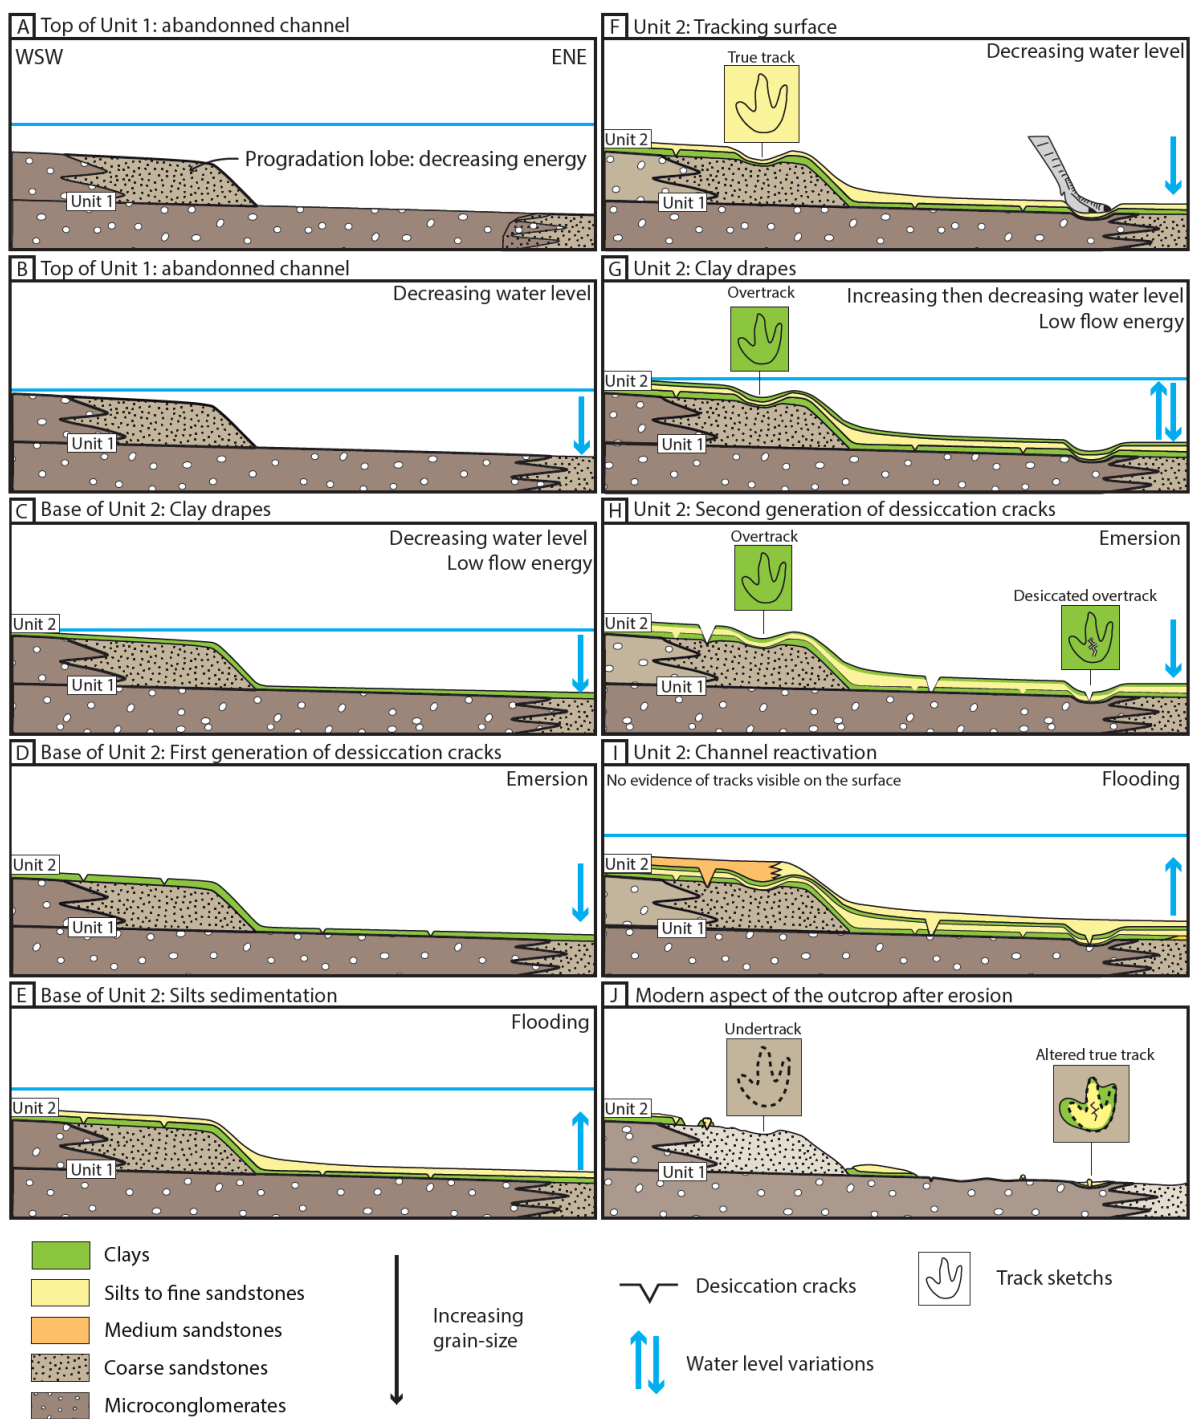 A Top of Unit 1: abandonned channel
WSW
ENE
Progradation lobe: decreasing energy
Unit 1
B Top of Unit 1: abandonned channel
Decreasing water level
Unit 1
C Base of Unit 2: Clay drapes
Decreasing water level
Low flow energy
Unit 2
Unit 1
D Base of Unit 2: First generation of dessiccation cracks
Emersion
Unit 2
Unit 1
E Base of Unit 2: Silts sedimentation
Flooding
Unit 2
Unit 1
F Unit 2: Tracking surface
Decreasing water level
True track
Unit 2
Unit 1
G Unit 2: Clay drapes
Overtrack
Increasing then decreasing water level
Low flow energy
Unit 2
Unit 1
H Unit 2: Second generation of dessiccation cracks
Overtrack
Emersion
Desiccated overtrack
Unit 2
Unit 1
I Unit 2: Channel reactivation
No evidence of tracks visible on the surface
Flooding
Unit 2
Unit 1
J Modern aspect of the outcrop after erosion
Undertrack
Altered true track
Unit 2
Unit 1
Clays
Silts to fine sandstones
Medium sandstones
Coarse sandstones
Microconglomerates
Increasing
grain-size
Desiccation cracks
Water level variations
Track sketchs